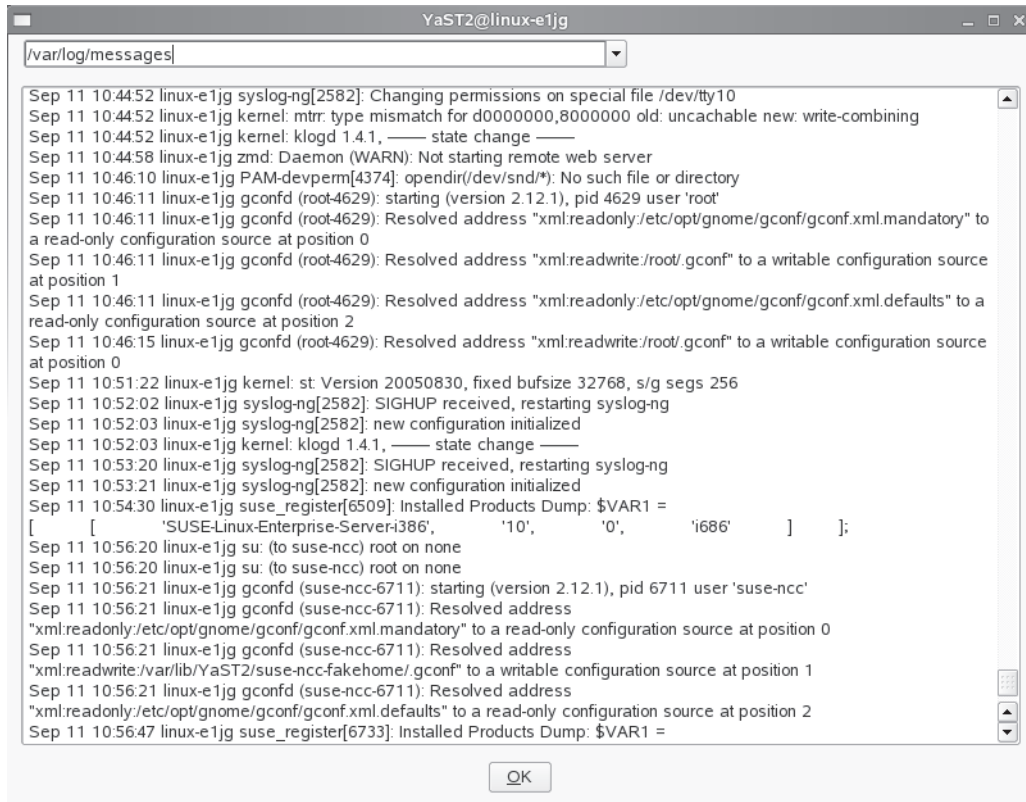 YaST2@linux-e1jg
/var/log/messages
Sep 11 10:44:52 linux-e1jg syslog-ng[2582]: Changing permissions on special file /dev/tty10
Sep 11 10:44:52 linux-e1jg kernel: mtrr: type mismatch for d0000000,8000000 old: uncachable new: write-combining
Sep 11 10:44:52 linux-e1jg kernel: klogd 1.4.1, —— state change ——
Sep 11 10:44:58 linux-e1jg zmd: Daemon (WARN): Not starting remote web server
Sep 11 10:46:10 linux-e1jg PAM-devperm[4374]: opendir(/dev/snd/*): No such file or directory
Sep 11 10:46:11 linux-e1jg gconfd (root-4629): starting (version 2.12.1), pid 4629 user 'root'
Sep 11 10:46:11 linux-e1jg gconfd (root-4629): Resolved address "xml:readonly:/etc/opt/gnome/gconf/gconf.xml.mandatory" to
a read-only configuration source at position 0
Sep 11 10:46:11 linux-e1jg gconfd (root-4629): Resolved address "xml:readwrite:/root/.gconf" to a writable configuration source
at position 1
Sep 11 10:46:11 linux-e1jg gconfd (root-4629): Resolved address "xml:readonly:/etc/opt/gnome/gconf/gconf.xml.defaults" to a
read-only configuration source at position 2
Sep 11 10:46:15 linux-e1jg gconfd (root-4629): Resolved address "xml:readwrite:/root/.gconf" to a writable configuration source
at position 0
Sep 11 10:51:22 linux-e1jg kernel: st: Version 20050830, fixed bufsize 32768, s/g segs 256
Sep 11 10:52:02 linux-e1jg syslog-ng[2582]: SIGHUP received, restarting syslog-ng
Sep 11 10:52:03 linux-e1jg syslog-ng[2582]: new configuration initialized
Sep 11 10:52:03 linux-e1jg kernel: klogd 1.4.1, —— state change ——
Sep 11 10:53:20 linux-e1jg syslog-ng[2582]: SIGHUP received, restarting syslog-ng
Sep 11 10:53:21 linux-e1jg syslog-ng[2582]: new configuration initialized
Sep 11 10:54:30 linux-e1jg suse_register[6509]: Installed Products Dump: $VAR1 =
[ [ 'SUSE-Linux-Enterprise-Server-i386', '10', '0', 'i686' ] ];
Sep 11 10:56:20 linux-e1jg su: (to suse-ncc) root on none
Sep 11 10:56:20 linux-e1jg su: (to suse-ncc) root on none
Sep 11 10:56:21 linux-e1jg gconfd (suse-ncc-6711): starting (version 2.12.1), pid 6711 user 'suse-ncc'
Sep 11 10:56:21 linux-e1jg gconfd (suse-ncc-6711): Resolved address
"xml:readonly:/etc/opt/gnome/gconf/gconf.xml.mandatory" to a read-only configuration source at position 0
Sep 11 10:56:21 linux-e1jg gconfd (suse-ncc-6711): Resolved address
"xml:readwrite:/var/lib/YaST2/suse-ncc-fakehome/.gconf" to a writable configuration source at position 1
Sep 11 10:56:21 linux-e1jg gconfd (suse-ncc-6711): Resolved address
"xml:readonly:/etc/opt/gnome/gconf/gconf.xml.defaults" to a read-only configuration source at position 2
Sep 11 10:56:47 linux-e1jg suse_register[6733]: Installed Products Dump: $VAR1 =
OK